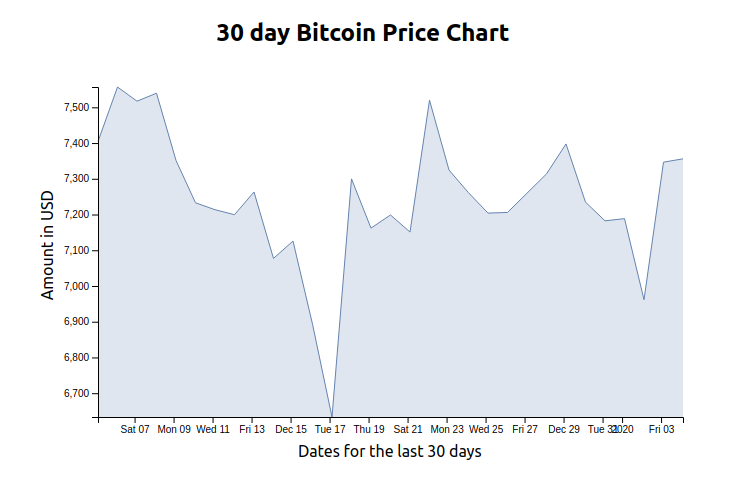 30 day Bitcoin Price Chart
7,500
7,400
7,300
7,200
7,100
7,000
6,900
6,800
6,700
Amount in USD
Sat 07 Mon 09 Wed 11 Fri 13 Dec 15 Tue 17 Thu 19 Sat 21 Mon 23 Wed 25 Fri 27 Dec 29 Tue 31 2020 Fri 03
Dates for the last 30 days